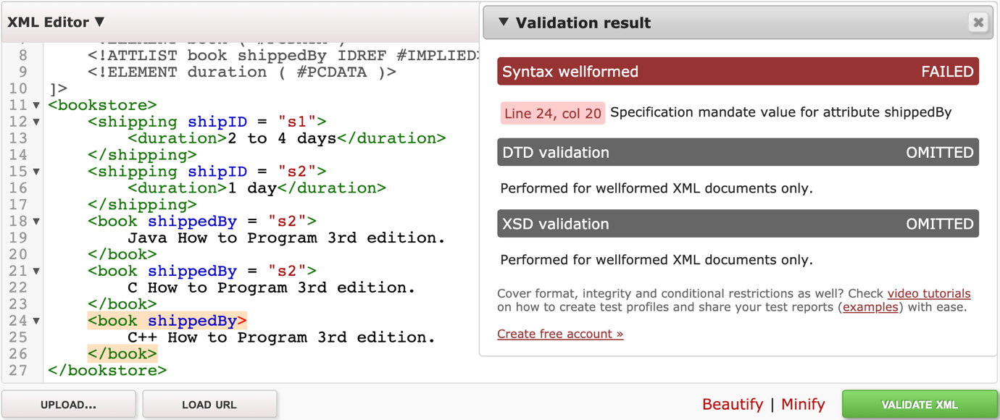 XML Editor ▼
8 <!ATTLIST book shippedBy IDREF #IMPLIED>
9 <!ELEMENT duration ( #PCDATA )>
10 ]>
11 ▼ <bookstore>
12 ▼ <shipping shipID = "s1">
13 <duration>2 to 4 days</duration>
14 </shipping>
15 ▼ <shipping shipID = "s2">
16 <duration>1 day</duration>
17 </shipping>
18 ▼ <book shippedBy = "s2">
19 Java How to Program 3rd edition.
20 </book>
21 ▼ <book shippedBy = "s2">
22 C How to Program 3rd edition.
23 </book>
24 ▼ <book shippedBy>
25 C++ How to Program 3rd edition.
26 </book>
27 </bookstore>
▼ Validation result
Syntax wellformed FAILED
Line 24, col 20 Specification mandate value for attribute shippedBy
DTD validation OMITTED
Performed for wellformed XML documents only.
XSD validation OMITTED
Performed for wellformed XML documents only.
Cover format, integrity and conditional restrictions as well? Check video tutorials
on how to create test profiles and share your test reports (examples) with ease.
Create free account »
UPLOAD... LOAD URL Beautify | Minify VALIDATE XML